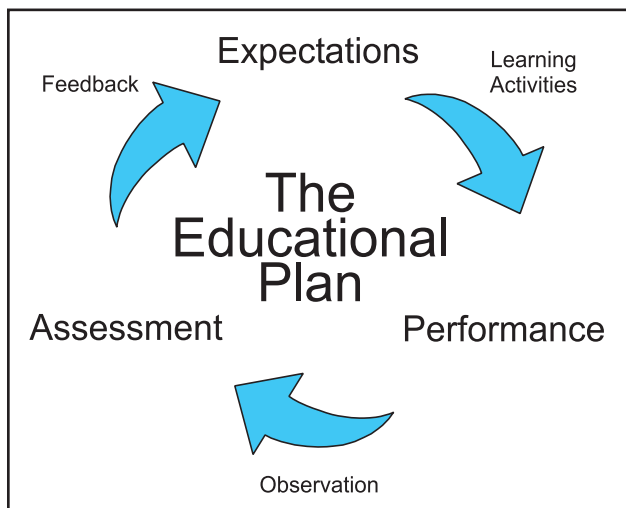 Expectations
Learning
Activities
Feedback
The
Educational
Plan
Assessment
Performance
Observation